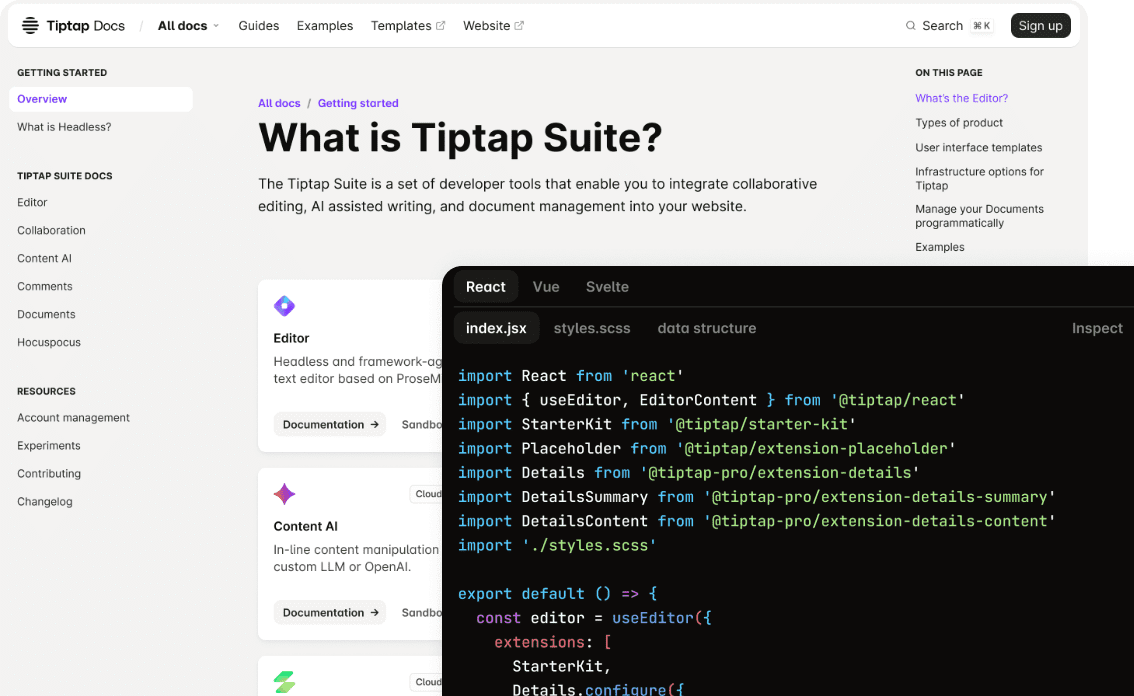 Tiptap Docs / All docs Guides Examples Templates Website Search ⌘ K Sign up
GETTING STARTED
Overview
What is Headless?
TIPTAP SUITE DOCS
Editor
Collaboration
Content AI
Comments
Documents
Hocuspocus
RESOURCES
Account management
Experiments
Contributing
Changelog
All docs / Getting started
What is Tiptap Suite?
The Tiptap Suite is a set of developer tools that enable you to integrate collaborative
editing, AI assisted writing, and document management into your website.
Editor
Headless and framework-ag
text editor based on ProseM
Documentation → Sandbo
Cloud
Content AI
In-line content manipulation
custom LLM or OpenAI.
Documentation → Sandbo
Cloud
ON THIS PAGE
What's the Editor?
Types of product
User interface templates
Infrastructure options for
Tiptap
Manage your Documents
programmatically
Examples
React Vue Svelte
index.jsx styles.scss data structure Inspect
import React from 'react'
import { useEditor, EditorContent } from '@tiptap/react'
import StarterKit from '@tiptap/starter-kit'
import Placeholder from '@tiptap/extension-placeholder'
import Details from '@tiptap-pro/extension-details'
import DetailsSummary from '@tiptap-pro/extension-details-summary'
import DetailsContent from '@tiptap-pro/extension-details-content'
import './styles.scss'
export default () => {
const editor = useEditor({
extensions: [
StarterKit,
Details.configure({